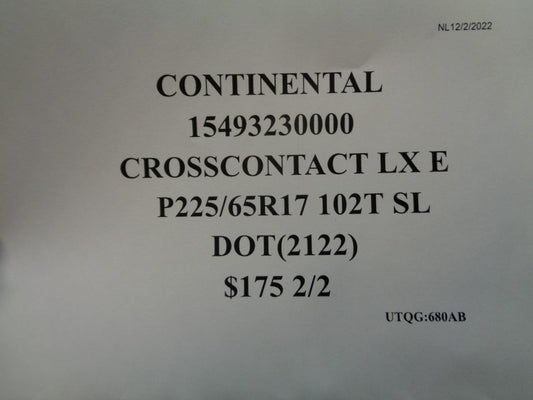 NL12/2/2022
CONTINENTAL
15493230000
CROSSCONTACT LX E
P225/65R17 102T SL
DOT(2122)
$175 2/2
UTQG:680AB